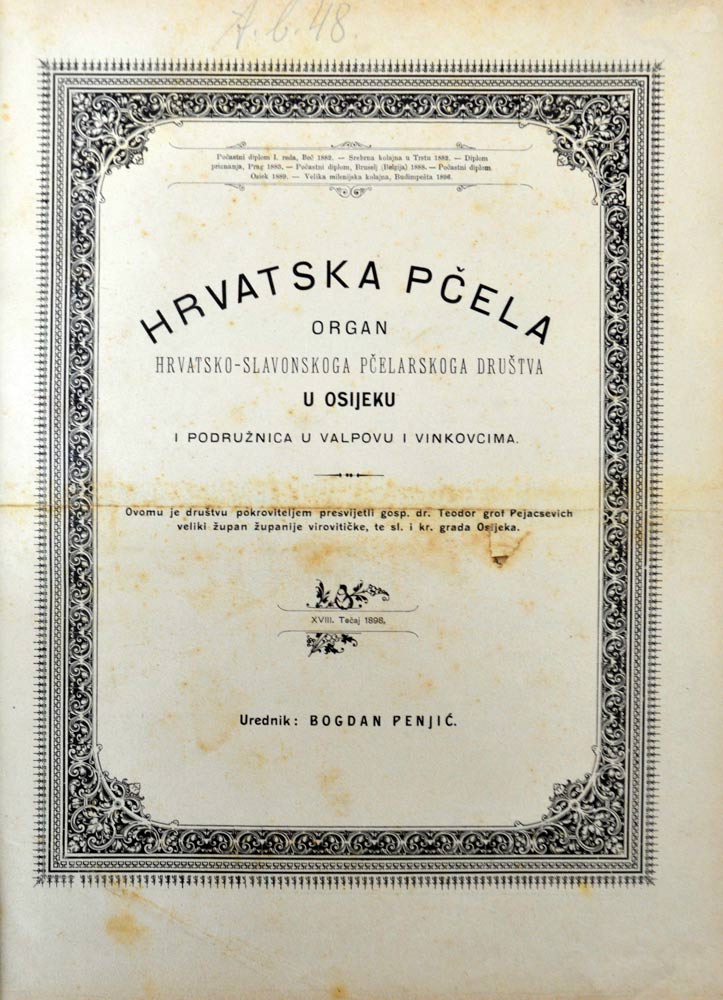 A. b. 48.
Počastni diplom I. reda, Beč 1882. — Srebrna kolajna u Trstu 1882. — Diplom
priznanja, Prag 1883. — Počastni diplom, Bruselj (Belgija) 1888. — Počastni diplom
Osiek 1889. — Velika milenijska kolajna, Budimpešta 1896.
HRVATSKA PČELA
ORGAN
HRVATSKO-SLAVONSKOGA PČELARSKOGA DRUŠTVA
U OSIJEKU
I PODRUŽNICA U VALPOVU I VINKOVCIMA.
Ovomu je društvu pokroviteljem presvijetli gosp. dr. Teodor grof Pejacsevich
veliki župan županije virovitičke, te sl. i kr. grada Osijeka.
XVIII. Tečaj 1898.
Urednik: BOGDAN PENJIĆ.